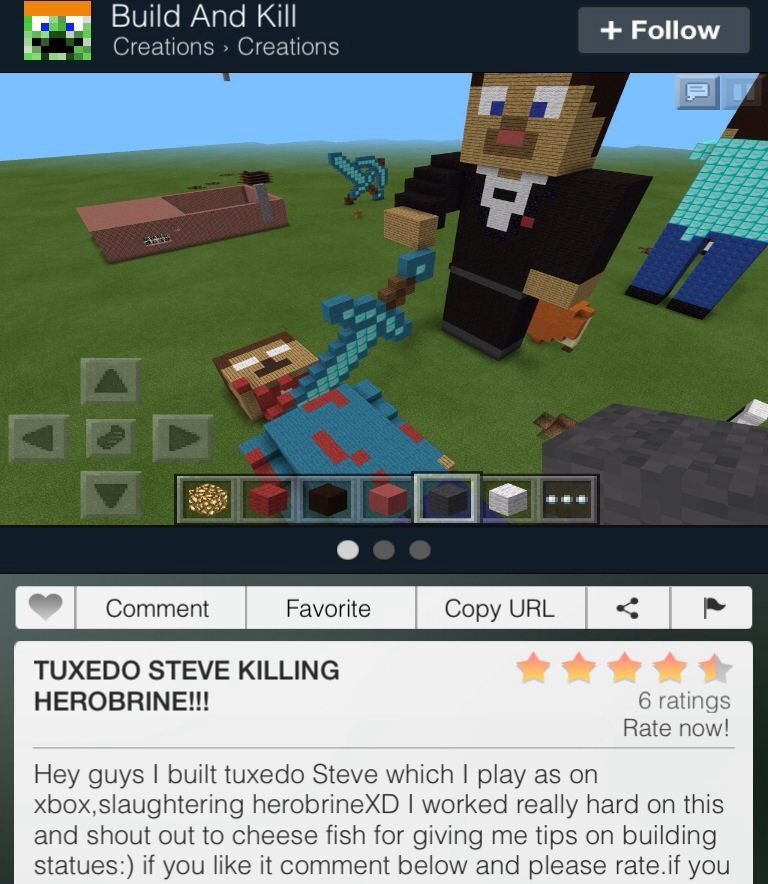 Build And Kill
Creations › Creations
+ Follow
Comment
Favorite
Copy URL
TUXEDO STEVE KILLING
HEROBRINE!!!
6 ratings
Rate now!
Hey guys I built tuxedo Steve which I play as on
xbox,slaughtering herobrineXD I worked really hard on this
and shout out to cheese fish for giving me tips on building
statues:) if you like it comment below and please rate.if you